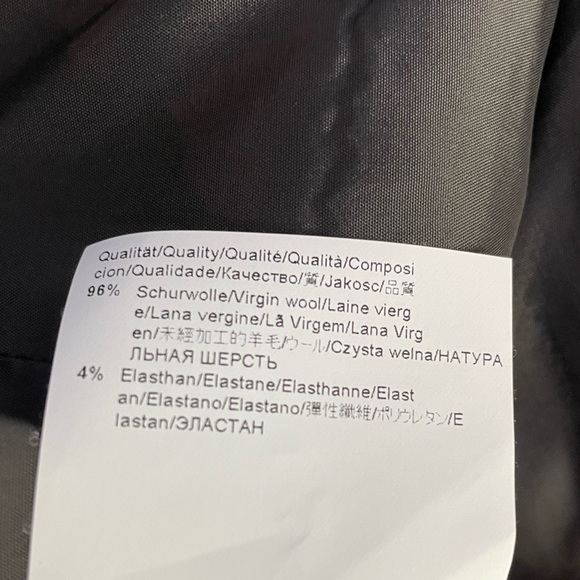 Qualität/Quality/Qualité/Qualità/Composi
cion/Qualidade/Качество/質/Jakosc/品質
96% Schurwolle/Virgin wool/Laine vierg
e/Lana vergine/Lã Virgem/Lana Virg
en/未經加工的羊毛/ウール/Czysta welna/НАТУРА
ЛЬНАЯ ШЕРСТЬ
4% Elasthan/Elastane/Elasthanne/Elast
an/Elastano/Elastano/彈性纖維/ポリウレタン/E
lastan/ЭЛАСТАН